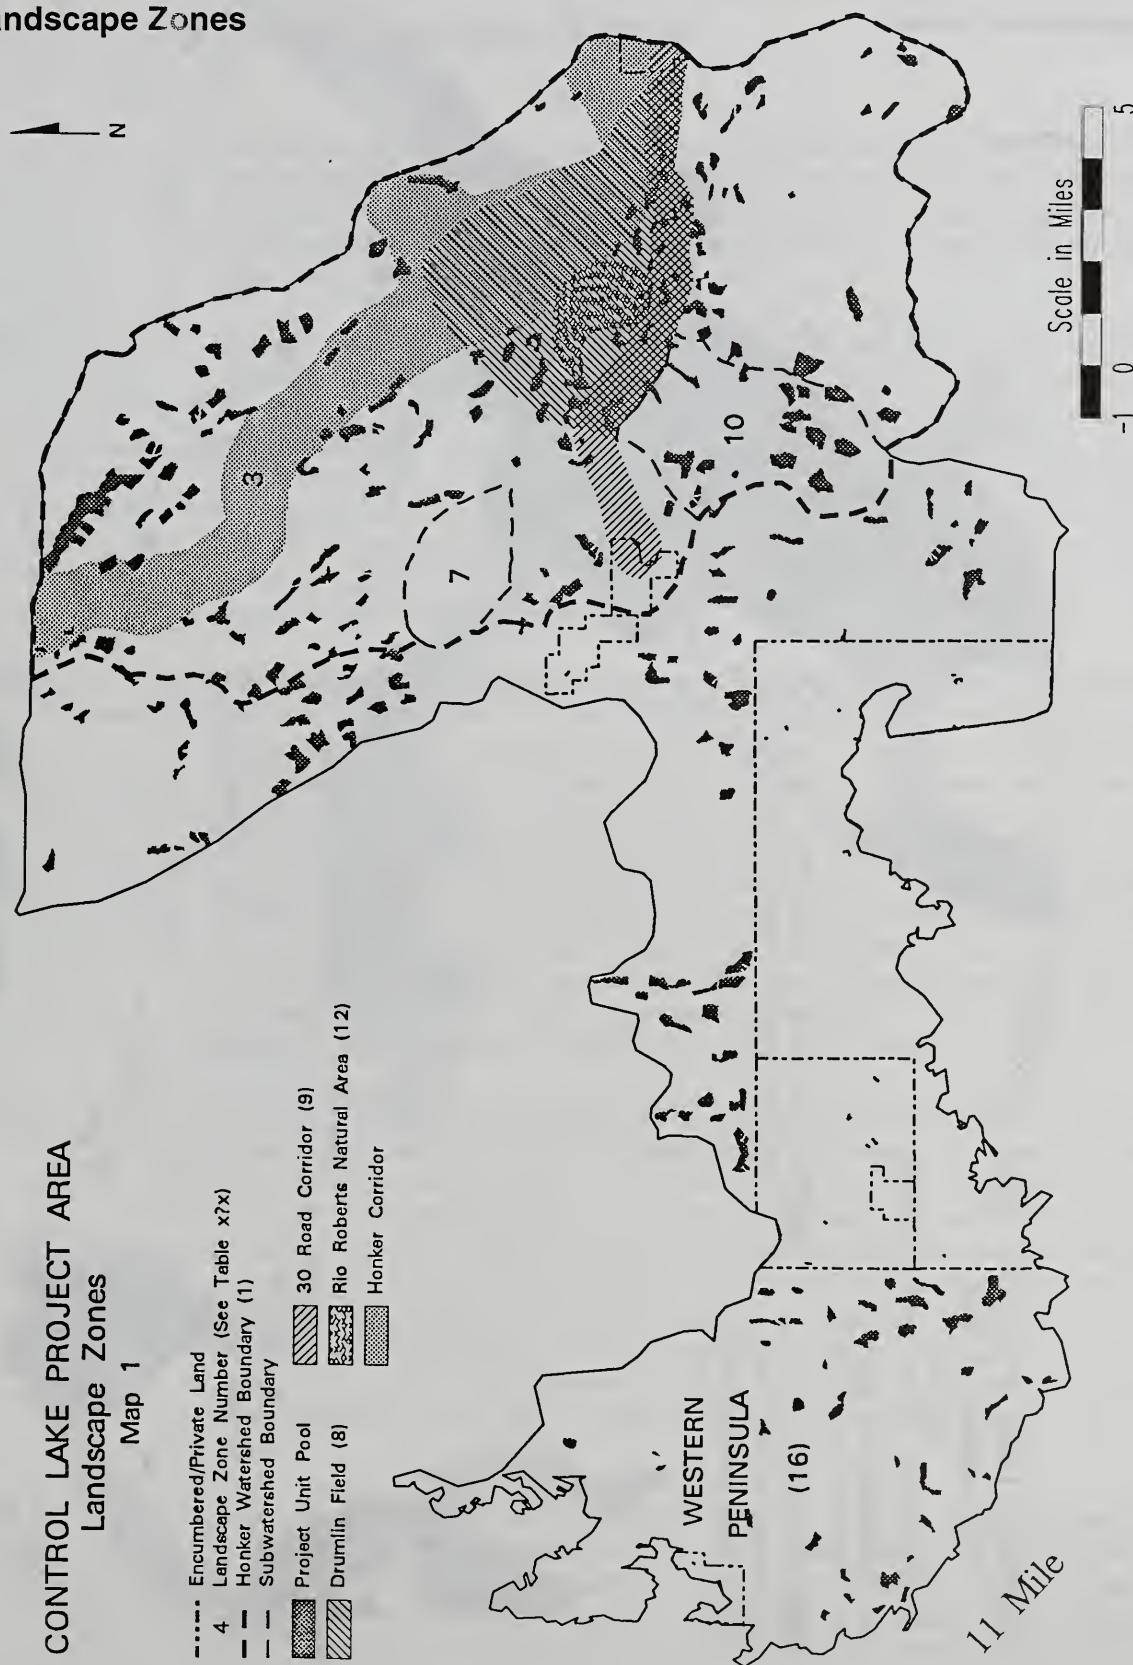 andscape Zones
N
CONTROL LAKE PROJECT AREA
Landscape Zones
Map 1
Encumbered/Private Land
4 Landscape Zone Number (See Table x?x)
Honker Watershed Boundary (1)
Subwatershed Boundary
Project Unit Pool
Drumlin Field (8)
30 Road Corridor (9)
Rio Roberts Natural Area (12)
Honker Corridor
3
7
10
WESTERN
PENINSULA
(16)
11 Mile
Scale in Miles
-1 0 5